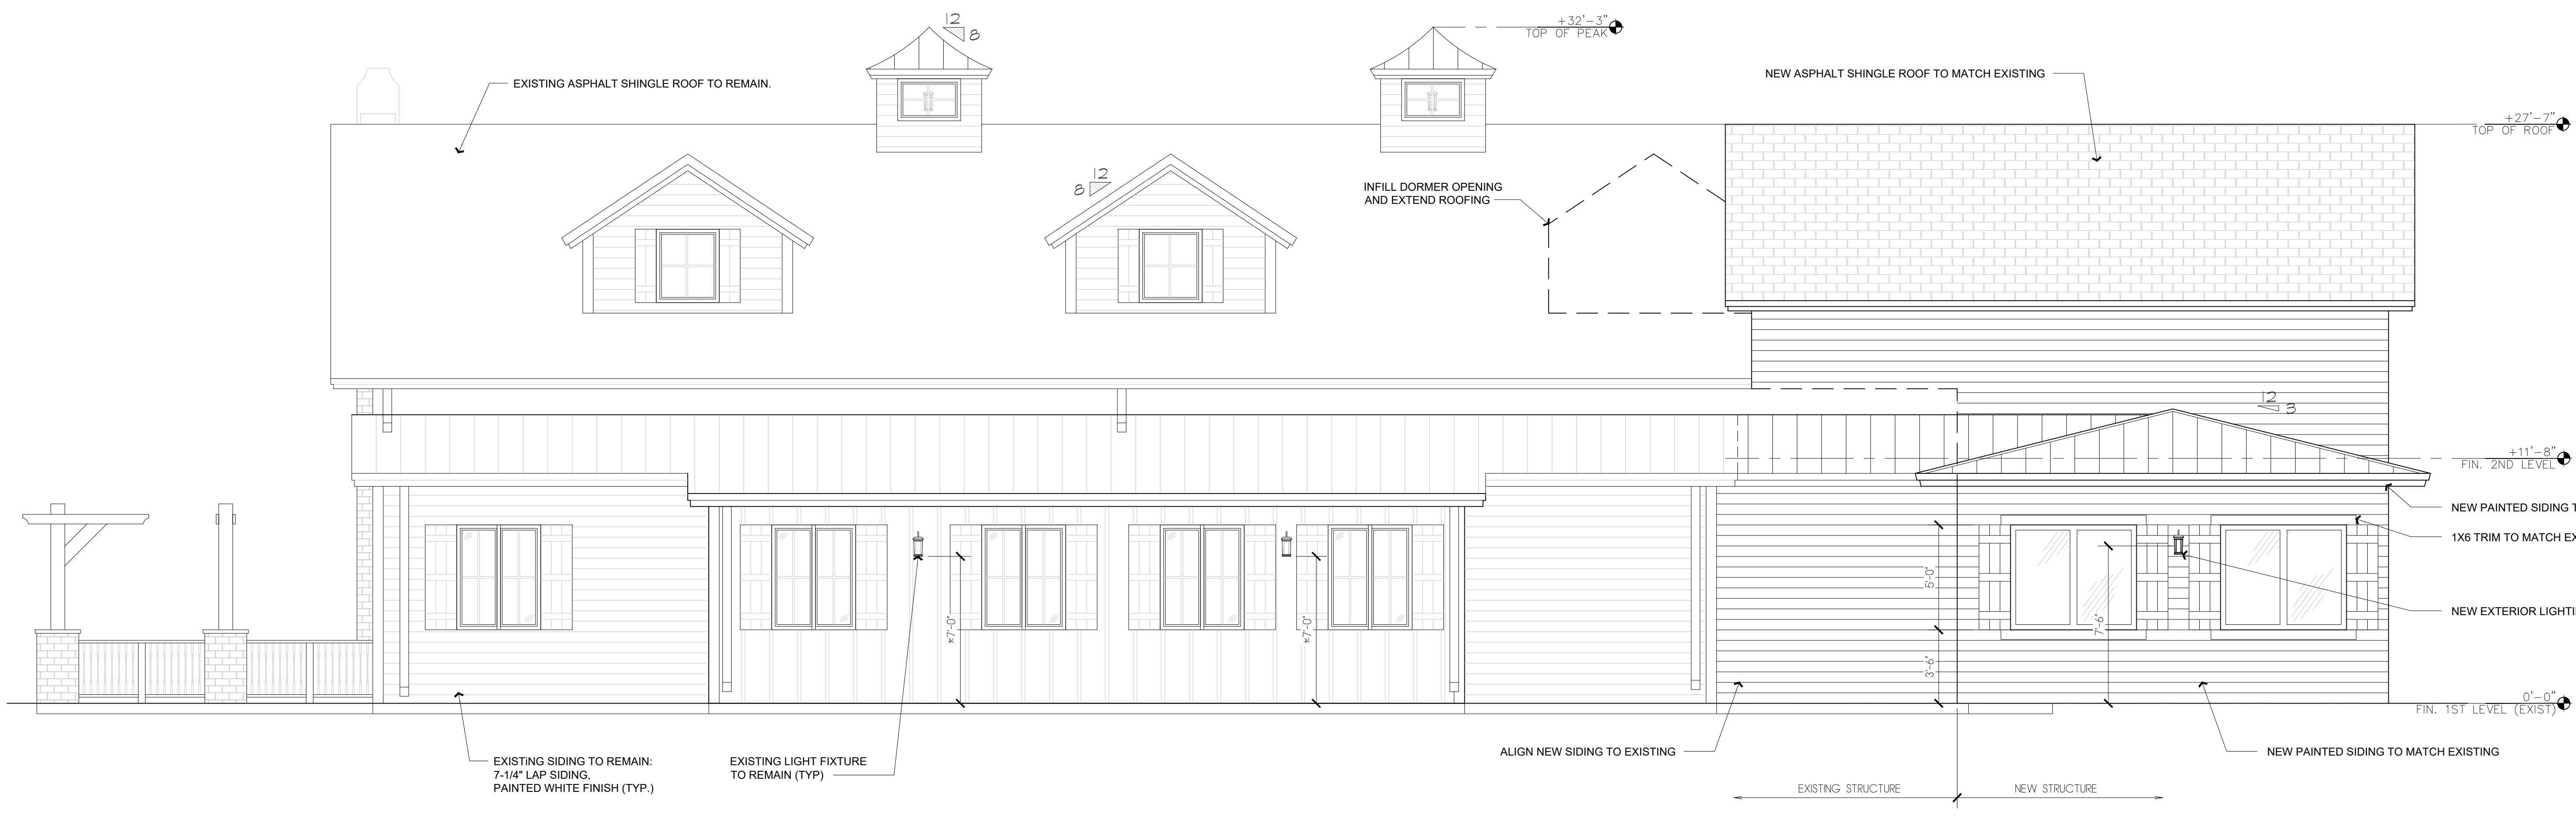 12
8
+32'-3"
TOP OF PEAK
EXISTING ASPHALT SHINGLE ROOF TO REMAIN.
NEW ASPHALT SHINGLE ROOF TO MATCH EXISTING
+27'-7"
TOP OF ROOF
12
8
INFILL DORMER OPENING
AND EXTEND ROOFING
12
3
+11'-8"
FIN. 2ND LEVEL
NEW PAINTED SIDING
1X6 TRIM TO MATCH
5'-0"
±7'-0"
±7'-0"
7'-6"
NEW EXTERIOR
3'-6"
0'-0"
FIN. 1ST LEVEL (EXIST)
EXISTING SIDING TO REMAIN:
7-1/4" LAP SIDING,
PAINTED WHITE FINISH (TYP.)
EXISTING LIGHT FIXTURE
TO REMAIN (TYP)
ALIGN NEW SIDING TO EXISTING
NEW PAINTED SIDING TO MATCH EXISTING
EXISTING STRUCTURE
NEW STRUCTURE